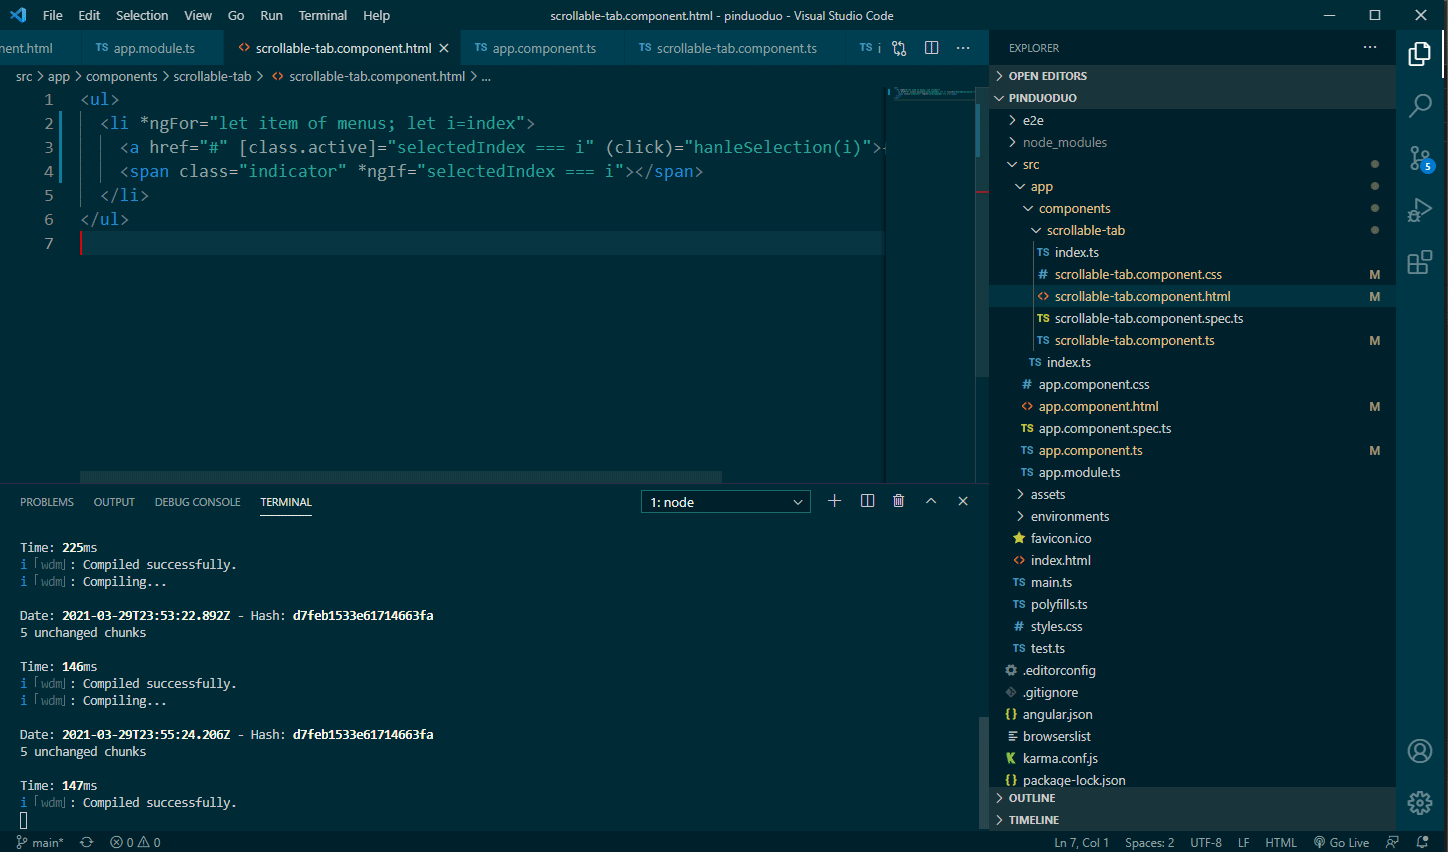 File Edit Selection View Go Run Terminal Help scrollable-tab.component.html - pinduoduo - Visual Studio Code
nent.html TS app.module.ts <> scrollable-tab.component.html TS app.component.ts TS scrollable-tab.component.ts TS i
src > app > components > scrollable-tab > <> scrollable-tab.component.html > ...
1 <ul>
2 <li *ngFor="let item of menus; let i=index">
3 <a href="#" [class.active]="selectedIndex === i" (click)="hanleSelection(i)">
4 <span class="indicator" *ngIf="selectedIndex === i"></span>
5 </li>
6 </ul>
7
PROBLEMS OUTPUT DEBUG CONSOLE TERMINAL 1: node
Time: 225ms
i ｢wdm｣: Compiled successfully.
i ｢wdm｣: Compiling...
Date: 2021-03-29T23:53:22.892Z - Hash: d7feb1533e61714663fa
5 unchanged chunks
Time: 146ms
i ｢wdm｣: Compiled successfully.
i ｢wdm｣: Compiling...
Date: 2021-03-29T23:55:24.206Z - Hash: d7feb1533e61714663fa
5 unchanged chunks
Time: 147ms
i ｢wdm｣: Compiled successfully.
EXPLORER ...
OPEN EDITORS
PINDUODUO
e2e
node_modules
src
app
components
scrollable-tab
TS index.ts
# scrollable-tab.component.css M
<> scrollable-tab.component.html M
TS scrollable-tab.component.spec.ts
TS scrollable-tab.component.ts M
TS index.ts
# app.component.css
<> app.component.html M
TS app.component.spec.ts
TS app.component.ts M
TS app.module.ts
assets
environments
favicon.ico
<> index.html
TS main.ts
TS polyfills.ts
# styles.css
TS test.ts
.editorconfig
.gitignore
{} angular.json
browserslist
karma.conf.js
{} package-lock.json
OUTLINE
TIMELINE
5
main* 0 0 Ln 7, Col 1 Spaces: 2 UTF-8 LF HTML Go Live